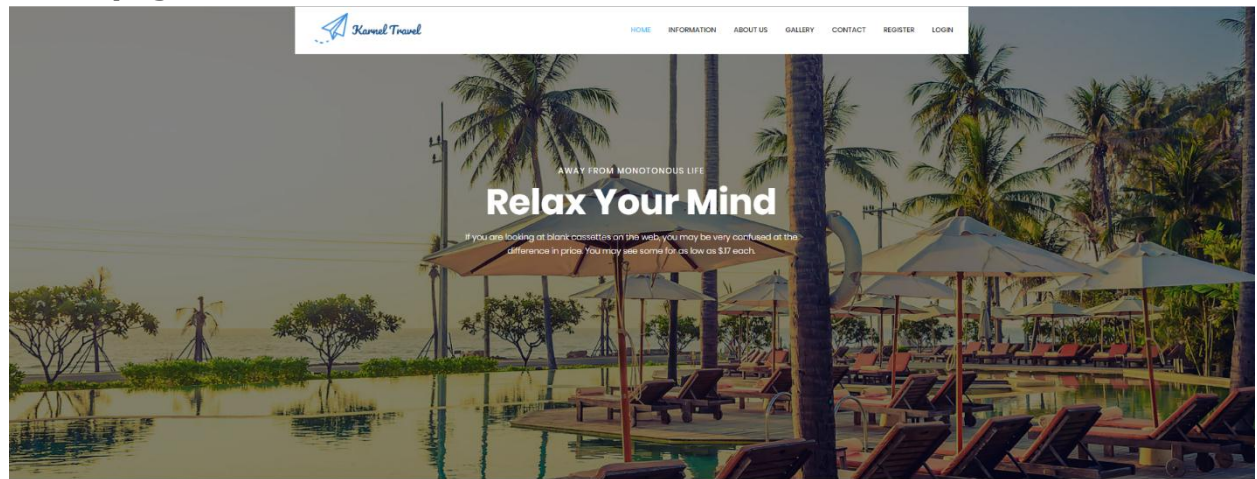 Karnel Travel
HOME INFORMATION ABOUT US GALLERY CONTACT REGISTER LOGIN
AWAY FROM MONOTONOUS LIFE
Relax Your Mind
If you are looking at blank cassettes on the web, you may be very confused at the
difference in price. You may see some for as low as $.17 each.